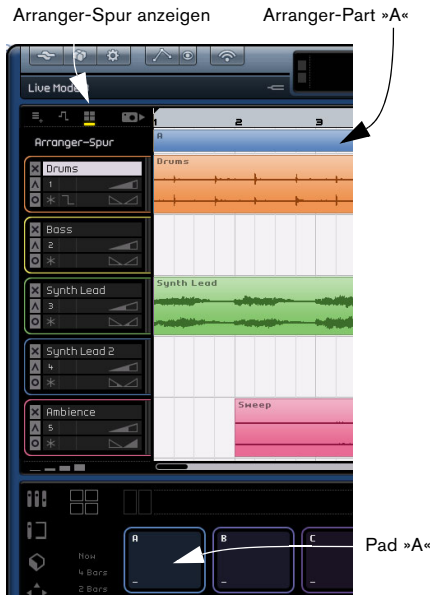 Arranger-Spur anzeigen
Arranger-Part »A«
Live Mode
1 2 3
Arranger-Spur
A
Drums
Drums
1
Bass
2
Synth Lead
Synth Lead
3
Synth Lead 2
4
Ambience
Sweep
5
A B C
Pad »A«
Now
4 Bars
2 Bars